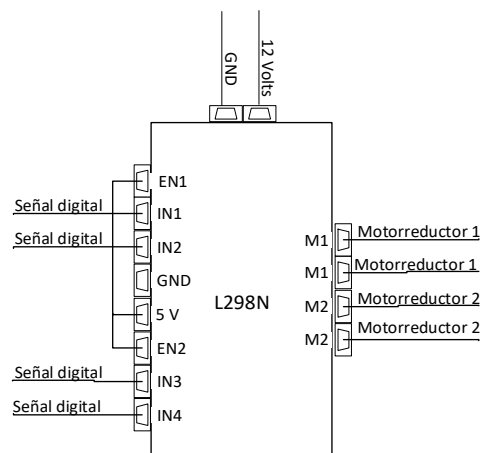 GND
12 Volts
EN1
Señal digital
IN1
Señal digital
IN2
GND
5 V
EN2
Señal digital
IN3
Señal digital
IN4
L298N
M1
Motorreductor 1
M1
Motorreductor 1
M2
Motorreductor 2
M2
Motorreductor 2